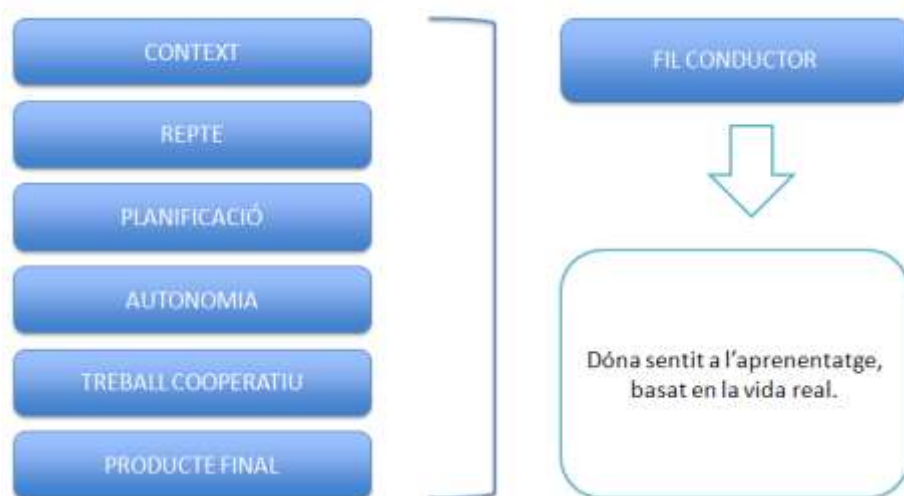 CONTEXT
REPTE
PLANIFICACIÓ
AUTONOMIA
TREBALL COOPERATIU
PRODUCTE FINAL
FIL CONDUCTOR
Dóna sentit a l'aprenentatge,
basat en la vida real.